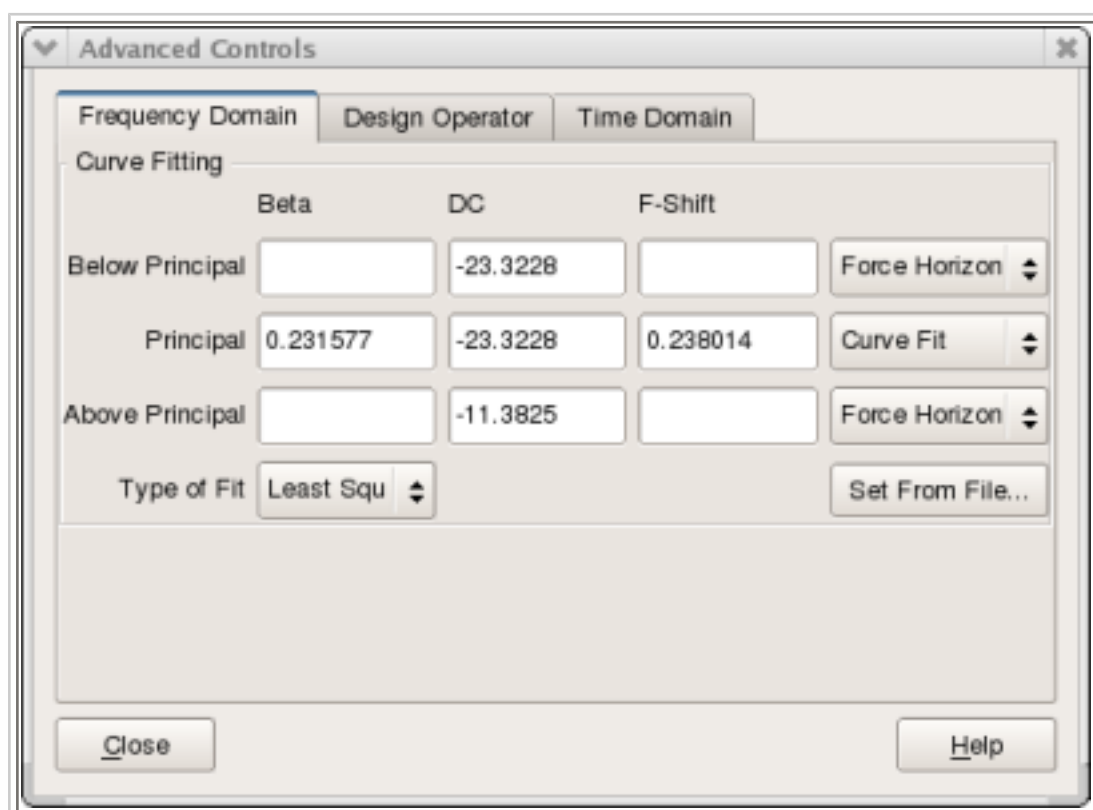 Advanced Controls
Frequency Domain Design Operator Time Domain
Curve Fitting
Beta DC F-Shift
Below Principal -23.3228 Force Horizon
Principal 0.231577 -23.3228 0.238014 Curve Fit
Above Principal -11.3825 Force Horizon
Type of Fit Least Squ Set From File...
Close Help